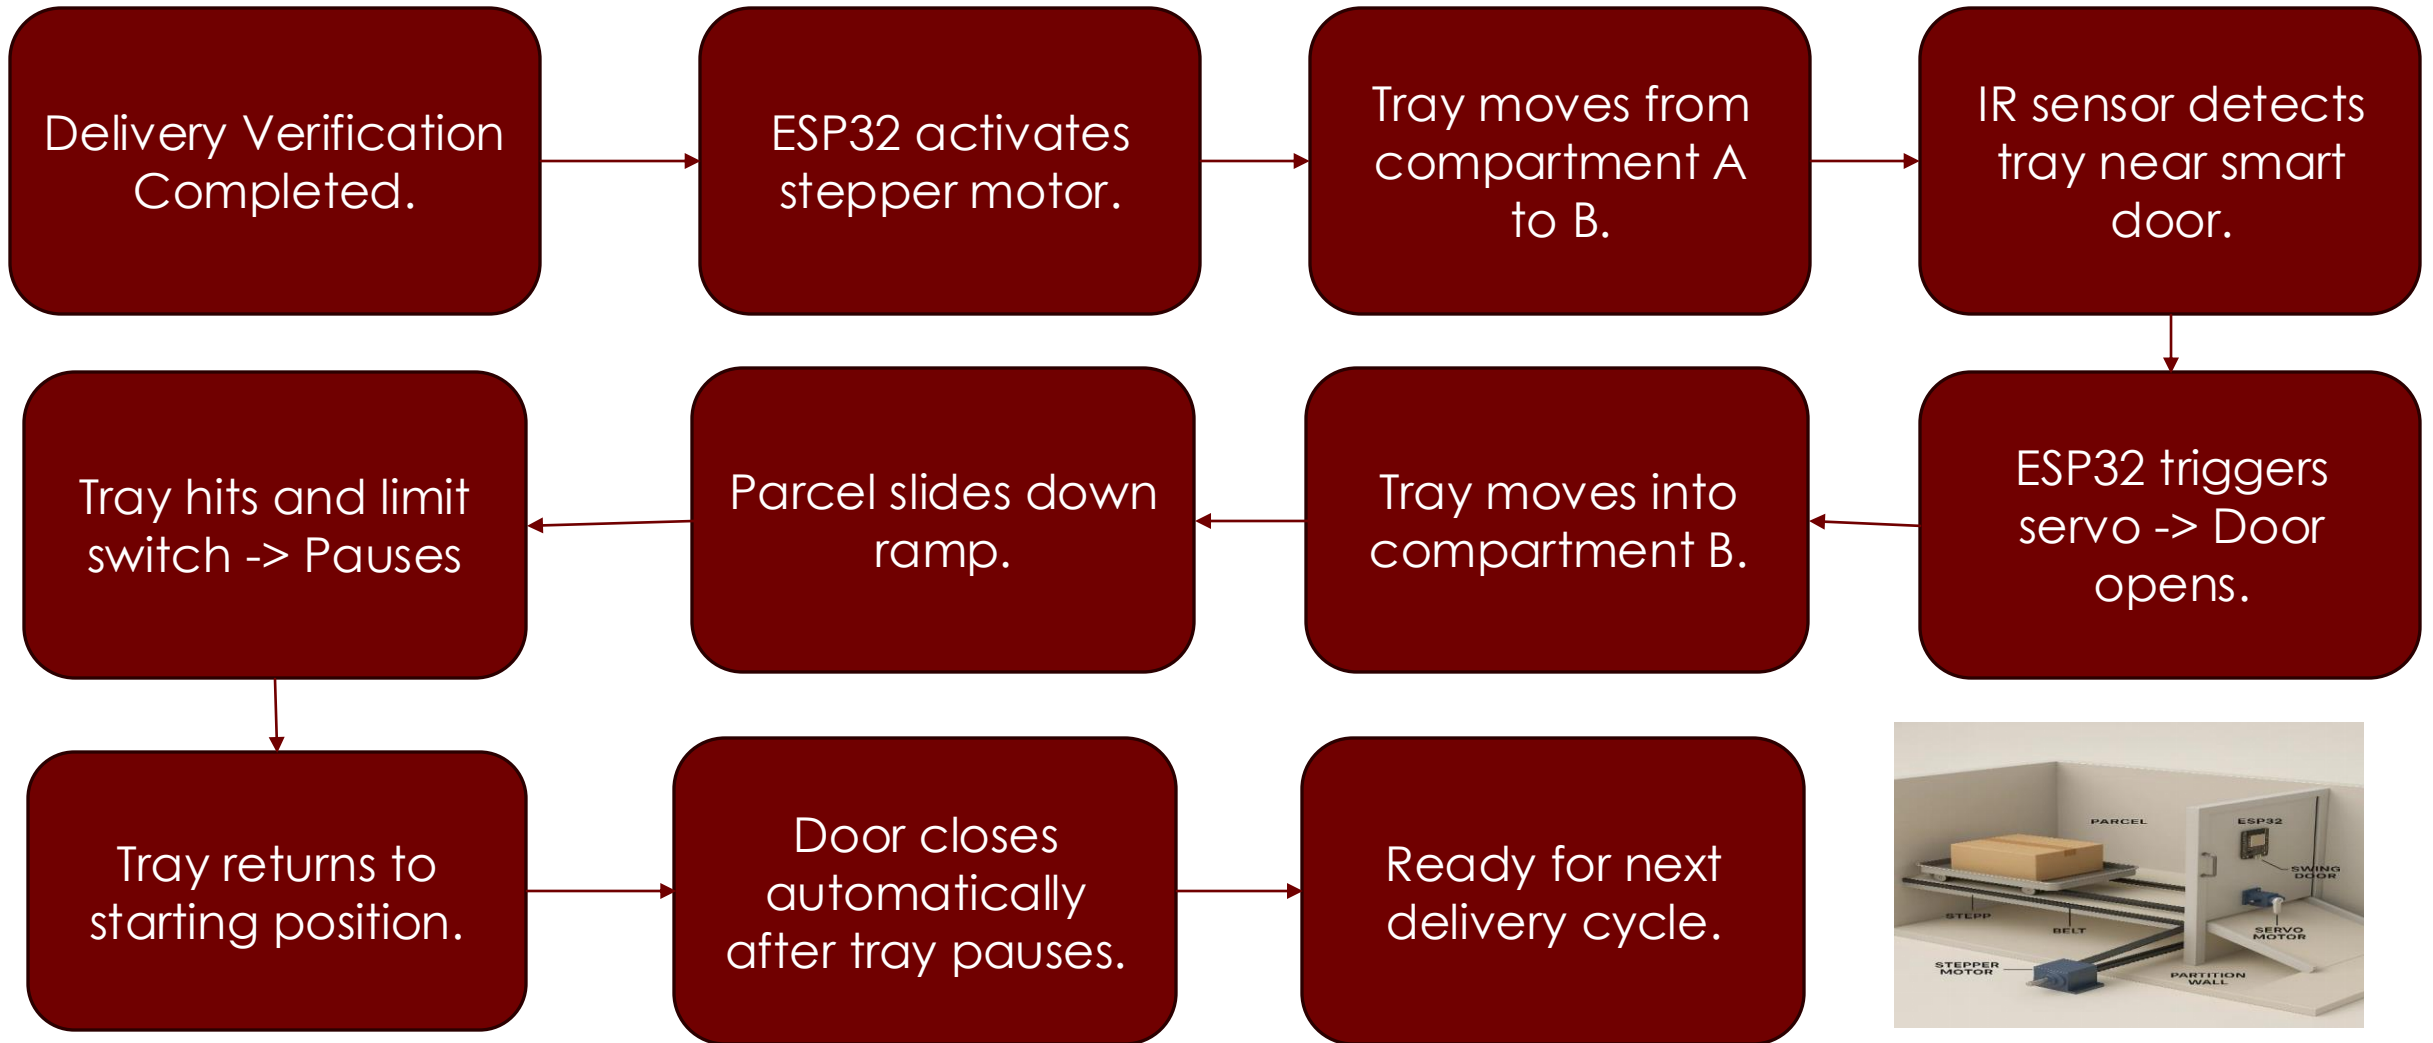 Delivery Verification
Completed.
ESP32 activates
stepper motor.
Tray moves from
compartment A
to B.
IR sensor detects
tray near smart
door.
ESP32 triggers
servo -> Door
opens.
Tray moves into
compartment B.
Parcel slides down
ramp.
Tray hits and limit
switch -> Pauses
Tray returns to
starting position.
Door closes
automatically
after tray pauses.
Ready for next
delivery cycle.
PARCEL
ESP32
SWING
DOOR
STEPP
BELT
SERVO
MOTOR
STEPPER
MOTOR
PARTITION
WALL